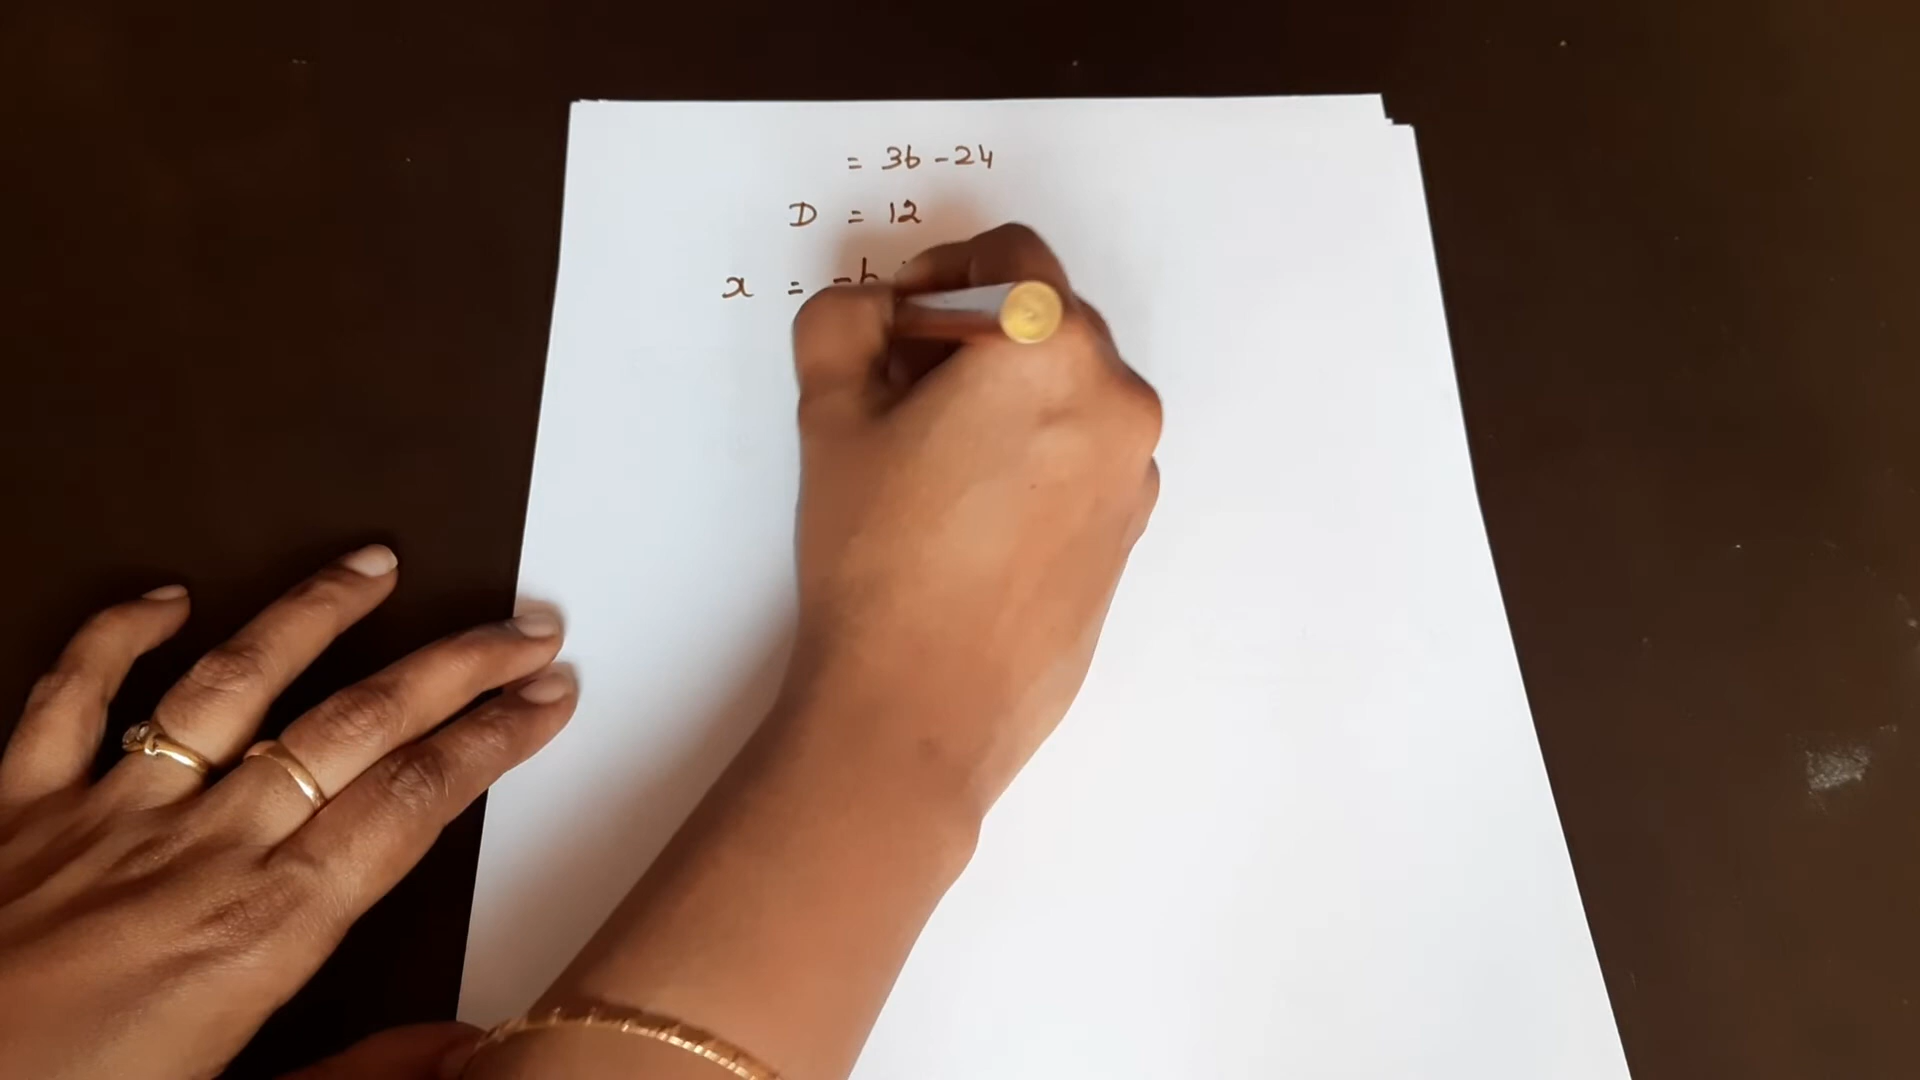 = 36 - 24
D = 12
x = -b